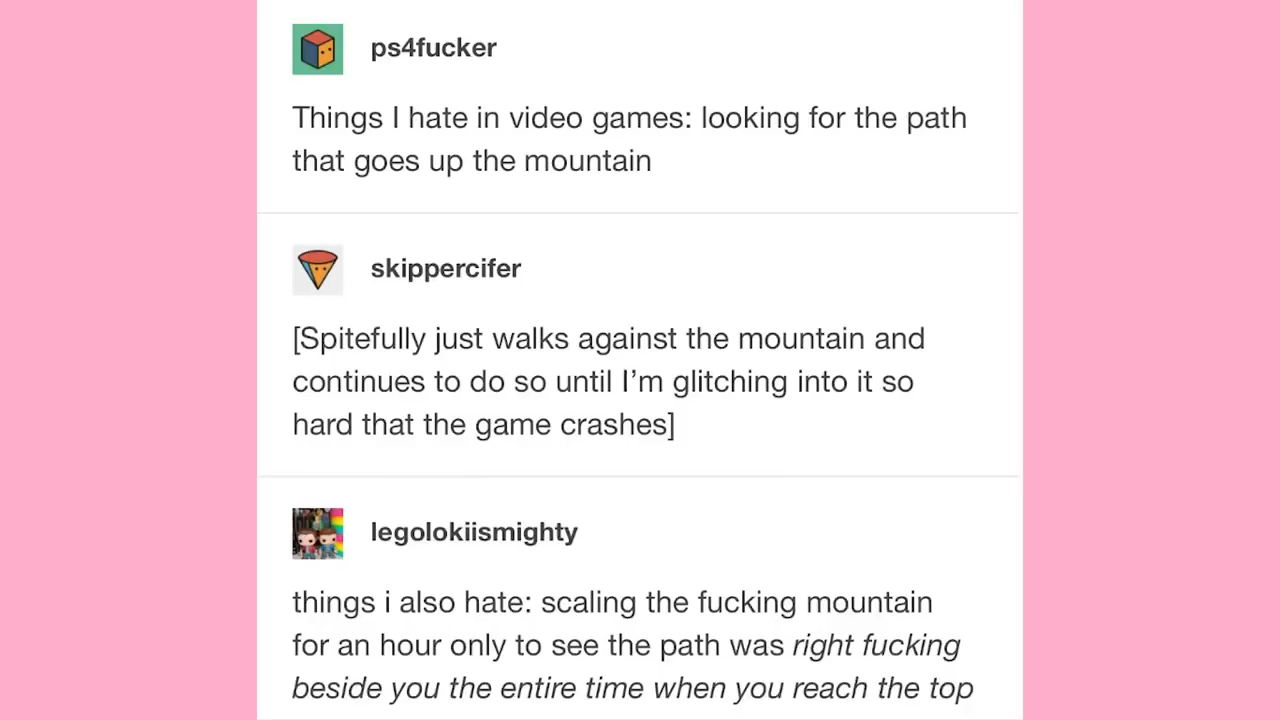 ps4fucker
Things I hate in video games: looking for the path
that goes up the mountain
skippercifer
[Spitefully just walks against the mountain and
continues to do so until I’m glitching into it so
hard that the game crashes]
legolokiismighty
things i also hate: scaling the fucking mountain
for an hour only to see the path was right fucking
beside you the entire time when you reach the top